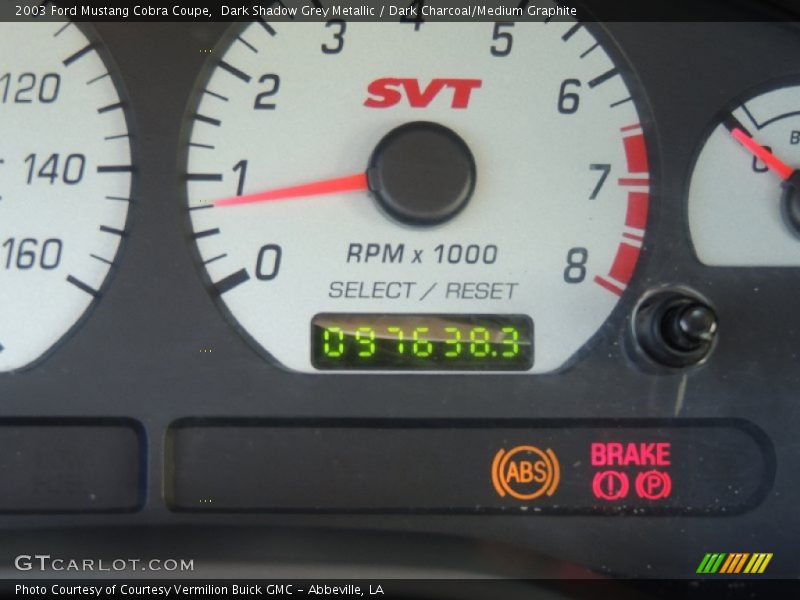 2003 Ford Mustang Cobra Coupe,  Dark Shadow Grey Metallic / Dark Charcoal/Medium Graphite
120
140
160
0
1
2
3
4
5
6
7
8
SVT
RPM x 1000
SELECT / RESET
097638.3
ABS
BRAKE
! P
GTCARLOT.COM
Photo Courtesy of Courtesy Vermilion Buick GMC - Abbeville, LA